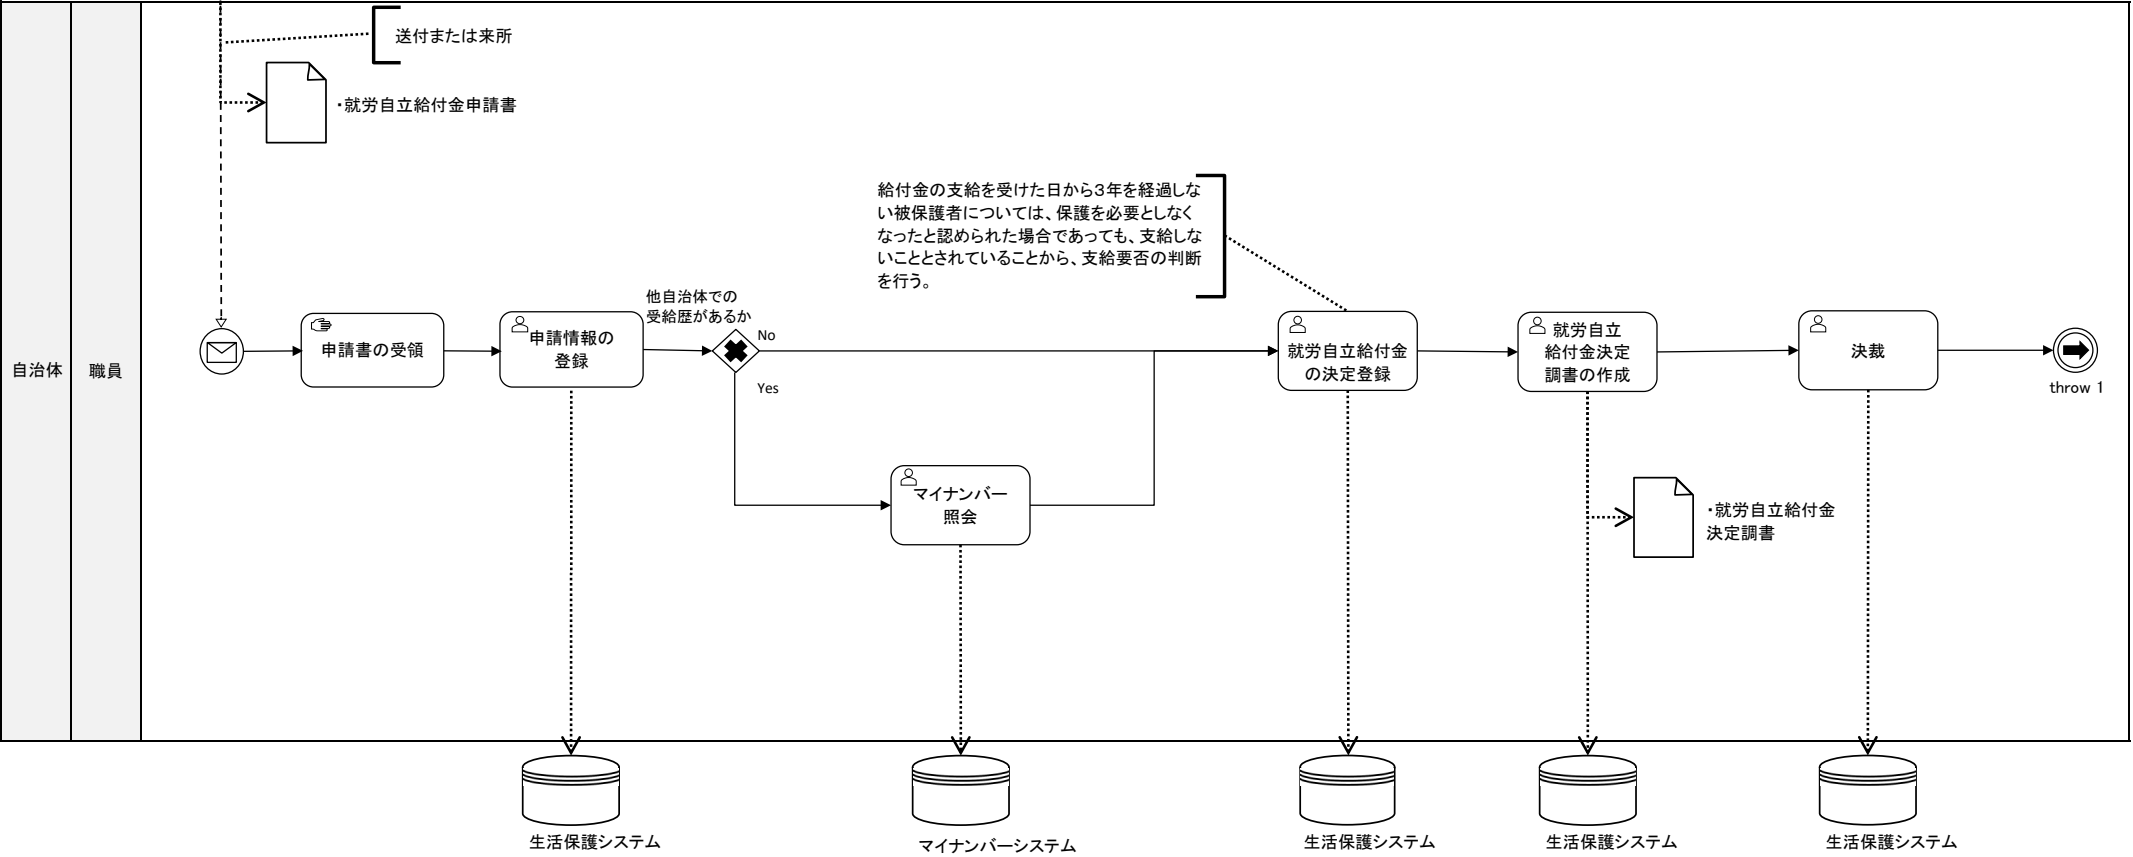 送付または来所
・就労自立給付金申請書
給付金の支給を受けた日から３年を経過しな
い被保護者については、保護を必要としなく
なったと認められた場合であっても、支給しな
いこととされていることから、支給要否の判断
を行う。
自治体
職員
申請書の受領
申請情報の
登録
他自治体での
受給歴があるか
No
Yes
マイナンバー
照会
就労自立給付金
の決定登録
就労自立
給付金決定
調書の作成
・就労自立給付金
決定調書
決裁
throw 1
生活保護システム
マイナンバーシステム
生活保護システム
生活保護システム
生活保護システム